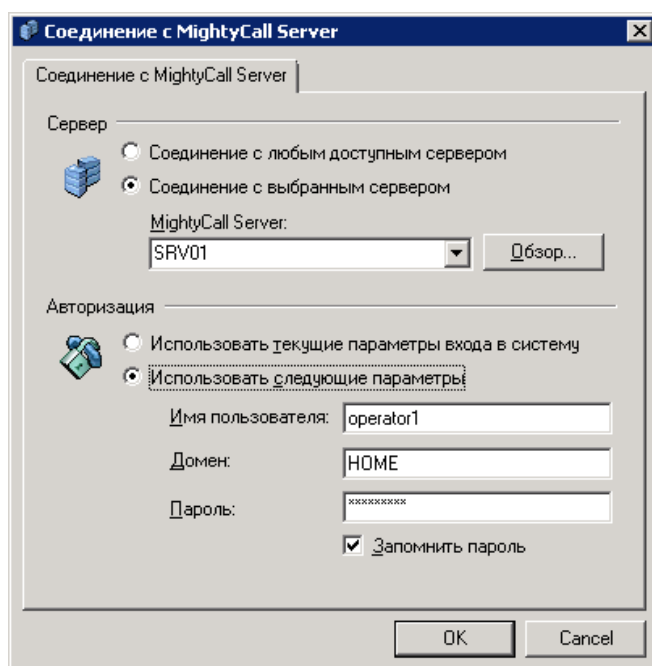 Соединение с MightyCall Server
Соединение с MightyCall Server
Сервер
Соединение с любым доступным сервером
Соединение с выбранным сервером
MightyCall Server:
SRV01
Обзор...
Авторизация
Использовать текущие параметры входа в систему
Использовать следующие параметры
Имя пользователя: operator1
Домен: HOME
Пароль: ×××××××××
Запомнить пароль
OK Cancel